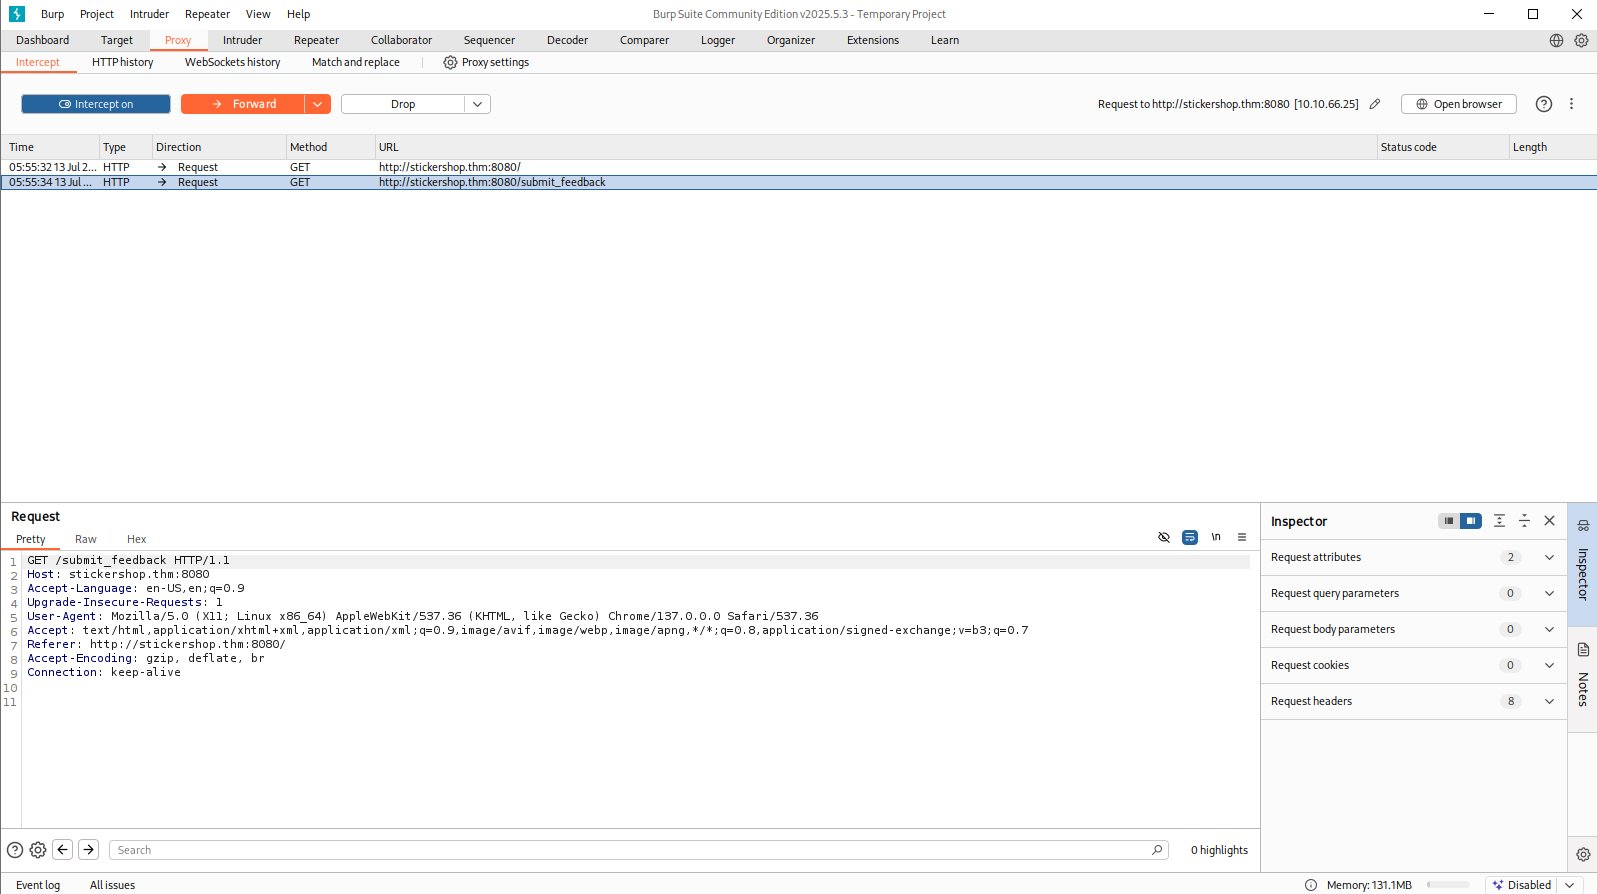 Burp Project Intruder Repeater View Help Burp Suite Community Edition v2025.5.3 - Temporary Project
Dashboard Target Proxy Intruder Repeater Collaborator Sequencer Decoder Comparer Logger Organizer Extensions Learn
Intercept HTTP history WebSockets history Match and replace Proxy settings
Intercept on Forward Drop Request to http://stickershop.thm:8080 [10.10.66.25] Open browser
Time Type Direction Method URL Status code Length
05:55:32 13 Jul 2... HTTP → Request GET http://stickershop.thm:8080/
05:55:34 13 Jul ... HTTP → Request GET http://stickershop.thm:8080/submit_feedback
Request
Pretty Raw Hex \n
1 GET /submit_feedback HTTP/1.1
2 Host: stickershop.thm:8080
3 Accept-Language: en-US,en;q=0.9
4 Upgrade-Insecure-Requests: 1
5 User-Agent: Mozilla/5.0 (X11; Linux x86_64) AppleWebKit/537.36 (KHTML, like Gecko) Chrome/137.0.0.0 Safari/537.36
6 Accept: text/html,application/xhtml+xml,application/xml;q=0.9,image/avif,image/webp,image/apng,*/*;q=0.8,application/signed-exchange;v=b3;q=0.7
7 Referer: http://stickershop.thm:8080/
8 Accept-Encoding: gzip, deflate, br
9 Connection: keep-alive
10
11
Search 0 highlights
Inspector
Request attributes 2
Request query parameters 0
Request body parameters 0
Request cookies 0
Request headers 8
Inspector
Notes
Event log All issues Memory: 131.1MB Disabled